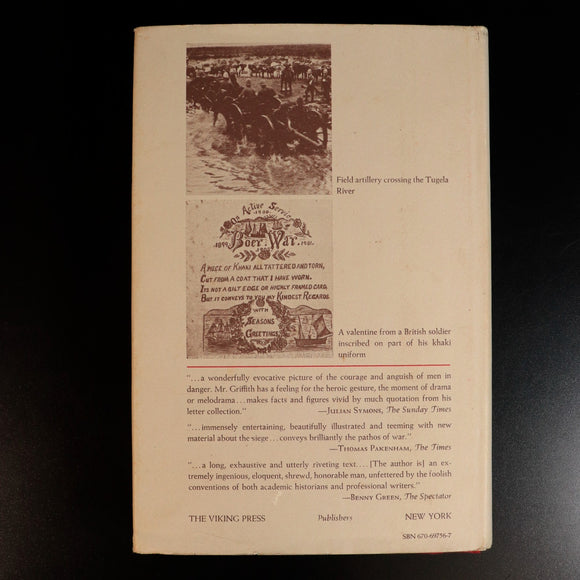 Field artillery crossing the Tugela
River
On Active Service
1900
1899 Boer War. 1901.
A PIECE OF KHAKI ALL TATTERED AND TORN,
CUT FROM A COAT THAT I HAVE WORN.
ITS NOT A GILT EDGE OR HIGHLY FRAMED CARD,
BUT IT CONVEYS TO YOU MY KINDEST REGARDS
WITH
SEASONS
GREETINGS
A valentine from a British soldier
inscribed on part of his khaki
uniform
"...a wonderfully evocative picture of the courage and anguish of men in
danger. Mr. Griffith has a feeling for the heroic gesture, the moment of drama
or melodrama...makes facts and figures vivid by much quotation from his
letter collection." —JULIAN SYMONS, The Sunday Times
"...immensely entertaining, beautifully illustrated and teeming with new
material about the siege...conveys brilliantly the pathos of war."
—THOMAS PAKENHAM, The Times
"...a long, exhaustive and utterly riveting text....[The author is] an ex-
tremely ingenious, eloquent, shrewd, honorable man, unfettered by the foolish
conventions of both academic historians and professional writers."
—BENNY GREEN, The Spectator
THE VIKING PRESS Publishers NEW YORK
SBN 670-69756-7